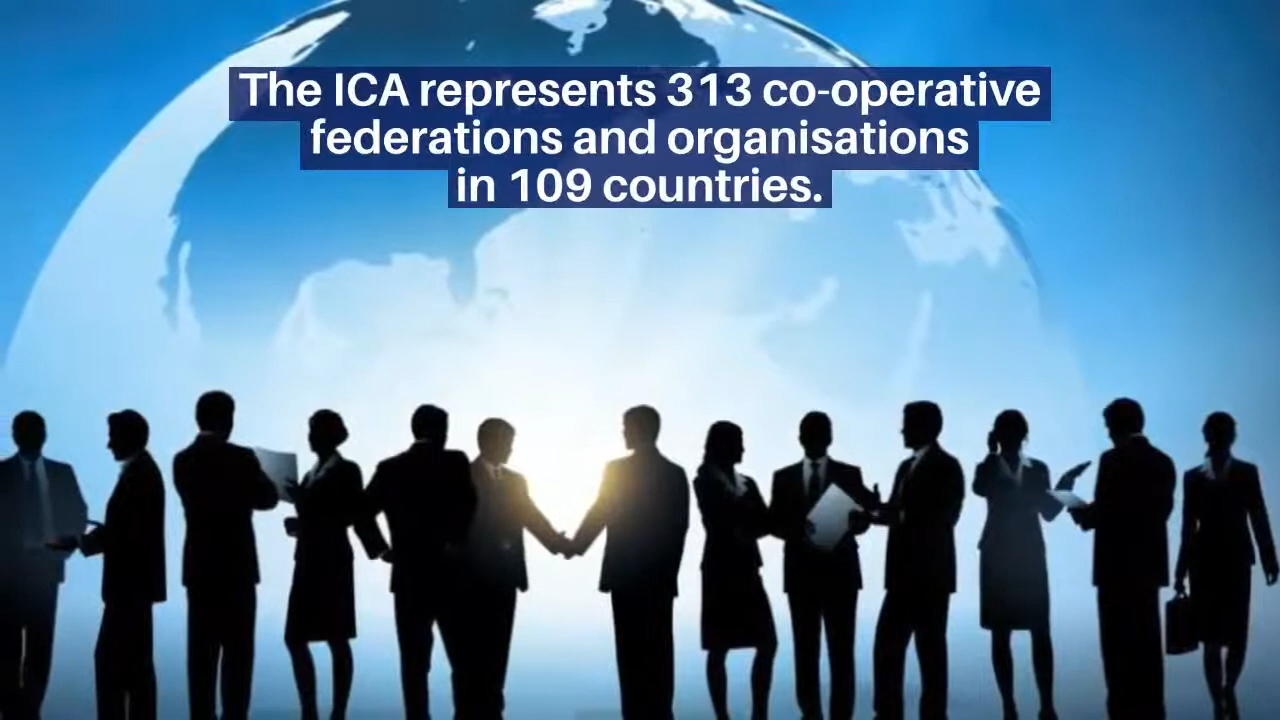 The ICA represents 313 co-operative
federations and organisations
in 109 countries.